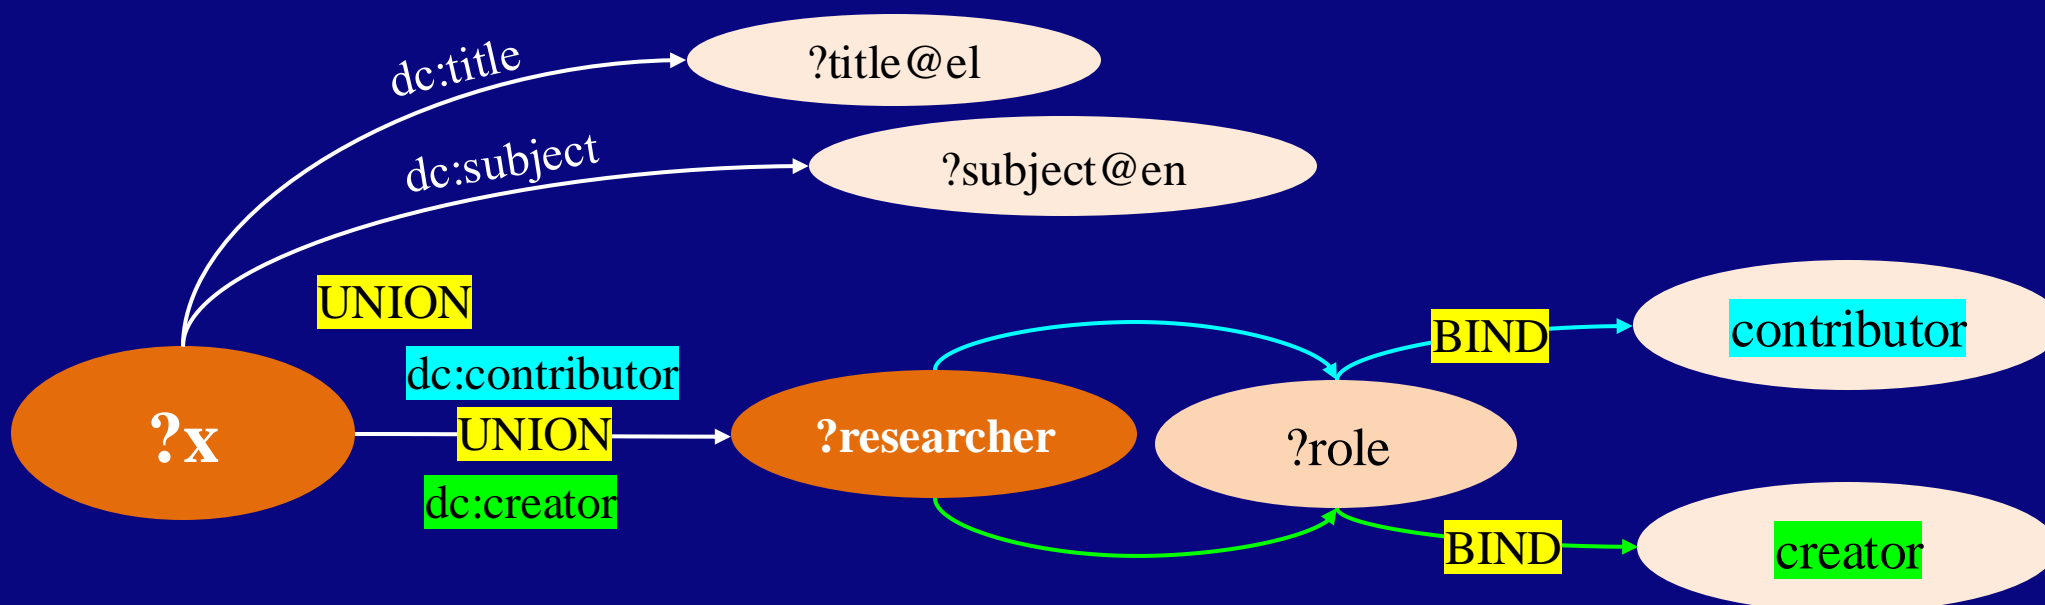 dc:title
?title@el
dc:subject
?subject@en
UNION
dc:contributor
UNION
dc:creator
?x
?researcher
?role
BIND
contributor
BIND
creator